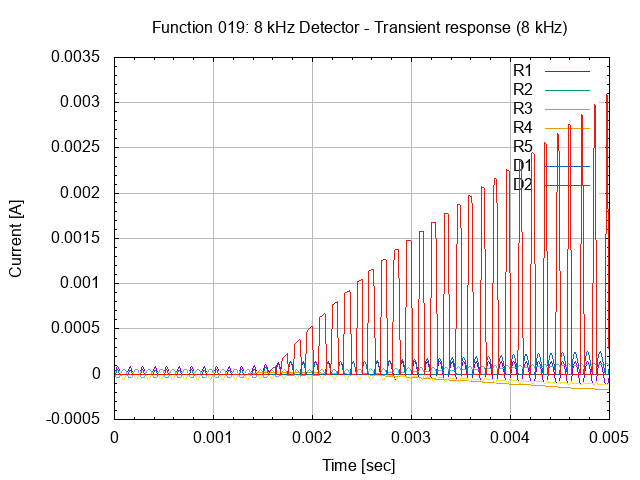 Function 019: 8 kHz Detector - Transient response (8 kHz)
0.0035
0.003
0.0025
0.002
0.0015
0.001
0.0005
0
-0.0005
Current [A]
R1
R2
R3
R4
R5
D1
D2
0 0.001 0.002 0.003 0.004 0.005
Time [sec]